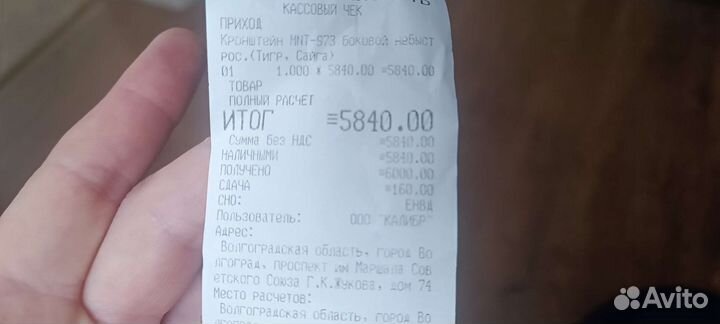 КАССОВЫЙ ЧЕК
ПРИХОД
Кронштейн MNT-973 боковой небыст
рос.(Тигр, Сайга)
01 1.000 * 5840.00 =5840.00
ТОВАР
ПОЛНЫЙ РАСЧЕТ
ИТОГ =5840.00
Сумма без НДС =5840.00
НАЛИЧНЫМИ =5840.00
ПОЛУЧЕНО =6000.00
СДАЧА =160.00
СНО: ЕНВД
Пользователь: ООО "КАЛИБР"
Адрес:
Волгоградская область, город Во
лгоград, проспект им Маршала Сов
етского Союза Г.К.Жукова, дом 74
Место расчетов:
Волгоградская область, город Во
Avito